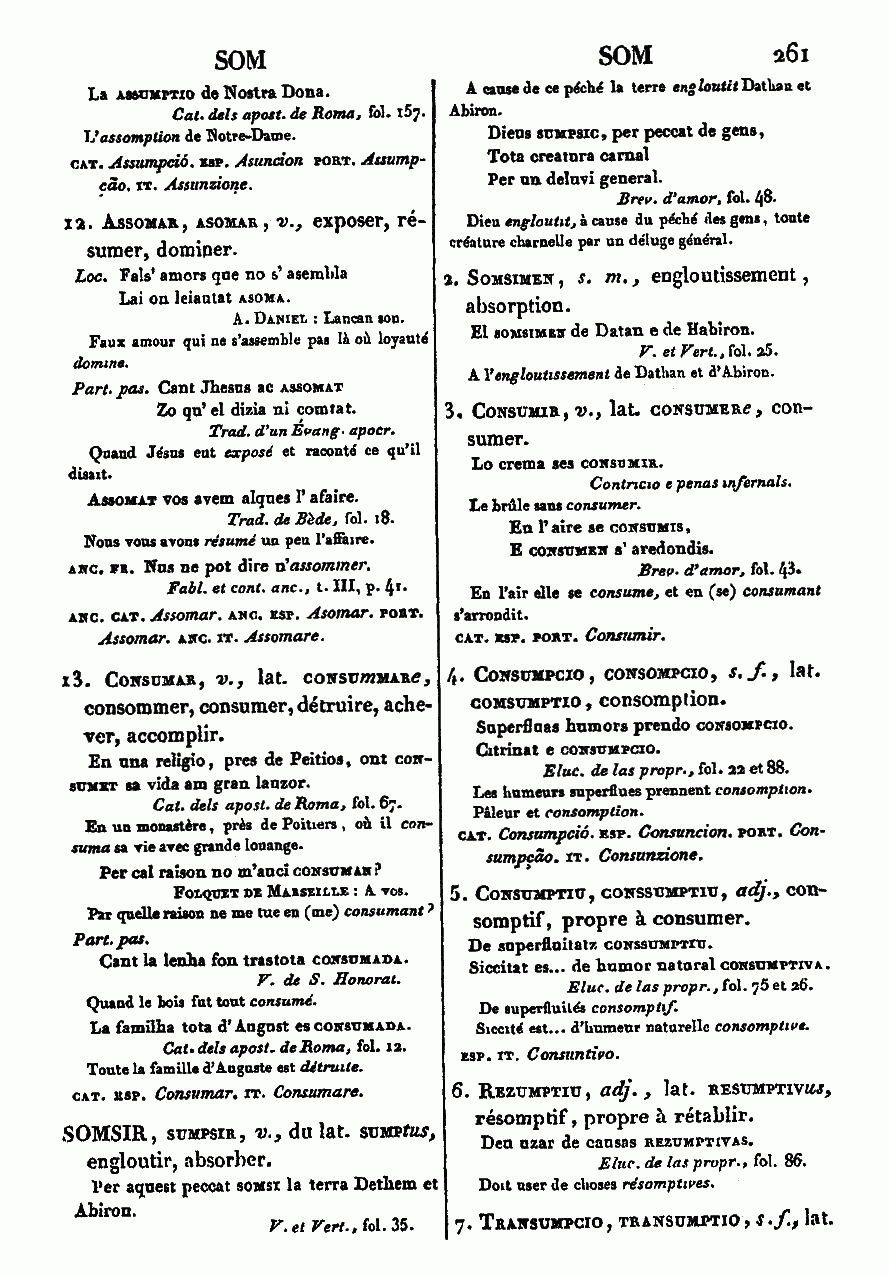 SOM
SOM 261
La ASSUMPTIO de Nostra Dona.
Cat. dels apost. de Roma, fol. 157.
L'assomption de Notre-Dame.
CAT. Assumpció. ESP. Asuncion PORT. Assump-
ção. IT. Assunzione.
12. ASSOMAR, ASOMAR, v., exposer, ré-
sumer, dominer.
Loc. Fals' amors que no s' asembla
Lai on leiautat ASOMA.
A. DANIEL : Lancan son.
Faux amour qui ne s'assemble pas là où loyauté
domine.
Part. pas. Cant Jhesus ac ASSOMAT
Zo qu' el dizia ni comtat.
Trad. d'un Évang. apocr.
Quand Jésus eut exposé et raconté ce qu'il
disait.
ASSOMAT vos avem alques l' afaire.
Trad. de Bède, fol. 18.
Nous vous avons résumé un peu l'affaire.
ANC. FR. Nus ne pot dire n'assommer.
Fabl. et cont. anc., t. III, p. 41.
ANC. CAT. Assomar. ANC. ESP. Asomar. PORT.
Assomar. ANC. IT. Assomare.
13. CONSUMAR, v., lat. CONSUMMARE,
consommer, consumer, détruire, ache-
ver, accomplir.
En una religio, pres de Peitios, ont CON-
SUMET sa vida am gran lauzor.
Cat. dels apost. de Roma, fol. 67.
En un monastère, près de Poitiers, où il con-
suma sa vie avec grande louange.
Per cal raison no m'auci CONSUMAN?
FOLQUET DE MARSEILLE : A vos.
Par quelle raison ne me tue en (me) consumant?
Part. pas.
Cant la lenha fon trastota CONSUMADA.
V. de S. Honorat.
Quand le bois fut tout consumé.
La familha tota d'August es CONSUMADA.
Cat. dels apost. de Roma, fol. 12.
Toute la famille d'Auguste est détruite.
CAT. ESP. Consumar. IT. Consumare.
SOMSIR, SUMPSIR, v., du lat. SUMPTUS,
engloutir, absorber.
Per aquest peccat SOMSI la terra Dethem et
Abiron.
V. et Vert., fol. 35.
A cause de ce péché la terre engloutit Dathan et
Abiron.
Dieus SUMPSIC, per peccat de gens,
Tota creatura carnal
Per un deluvi general.
Brev. d'amor, fol. 48.
Dieu engloutit, à cause du péché des gens, toute
créature charnelle par un déluge général.
2. SOMSIMEN, s. m., engloutissement,
absorption.
El SOMSIMEN de Datan e de Habiron.
V. et Vert., fol. 25.
A l'engloutissement de Dathan et d'Abiron.
3. CONSUMIR, v., lat. CONSUMERE, con-
sumer.
Lo crema ses CONSUMIR.
Contricio e penas infernals.
Le brûle sans consumer.
En l' aire se CONSUMIS,
E CONSUMEN s' aredondis.
Brev. d'amor, fol. 43.
En l'air elle se consume, et en (se) consumant
s'arrondit.
CAT. ESP. PORT. Consumir.
4. CONSUMPCIO, CONSOMPCIO, s. f., lat.
COMSUMPTIO, consomption.
Superfluas humors prendo CONSOMPCIO.
Citrinat e CONSUMPCIO.
Eluc. de las propr., fol. 22 et 88.
Les humeurs superflues prennent consomption.
Pâleur et consomption.
CAT. Consumpció. ESP. Consuncion. PORT. Con-
sumpção. IT. Consunzione.
5. CONSUMPTIU, CONSSUMPTIU, adj., con-
somptif, propre à consumer.
De superfluitatz CONSSUMPTIU.
Siccitat es... de humor natural CONSUMPTIVA.
Eluc. de las propr., fol. 75 et 26.
De superfluités consomptif.
Siccité est... d'humeur naturelle consomptive.
ESP. IT. Consuntivo.
6. REZUMPTIU, adj., lat. RESUMPTIVUS,
résomptif, propre à rétablir.
Deu uzar de causas REZUMPTIVAS.
Eluc. de las propr., fol. 86.
Doit user de choses résomptives.
7. TRANSUMPCIO, TRANSUMPTIO, s. f., lat.